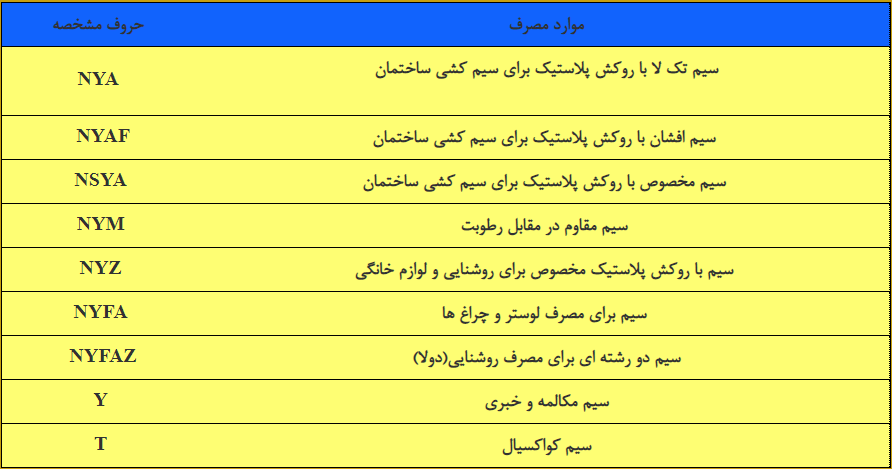 موارد مصرف	حروف مشخصه
سیم تک لا با روکش پلاستیک برای سیم کشی ساختمان	NYA
سیم افشان با روکش پلاستیک برای سیم کشی ساختمان	NYAF
سیم مخصوص با روکش پلاستیک برای سیم کشی ساختمان	NSYA
سیم مقاوم در مقابل رطوبت	NYM
سیم با روکش پلاستیک مخصوص برای روشنایی و لوازم خانگی	NYZ
سیم برای مصرف لوستر و چراغ ها	NYFA
سیم دو رشته ای برای مصرف روشنایی(دولا)	NYFAZ
سیم مکالمه و خبری	Y
سیم کواکسیال	T